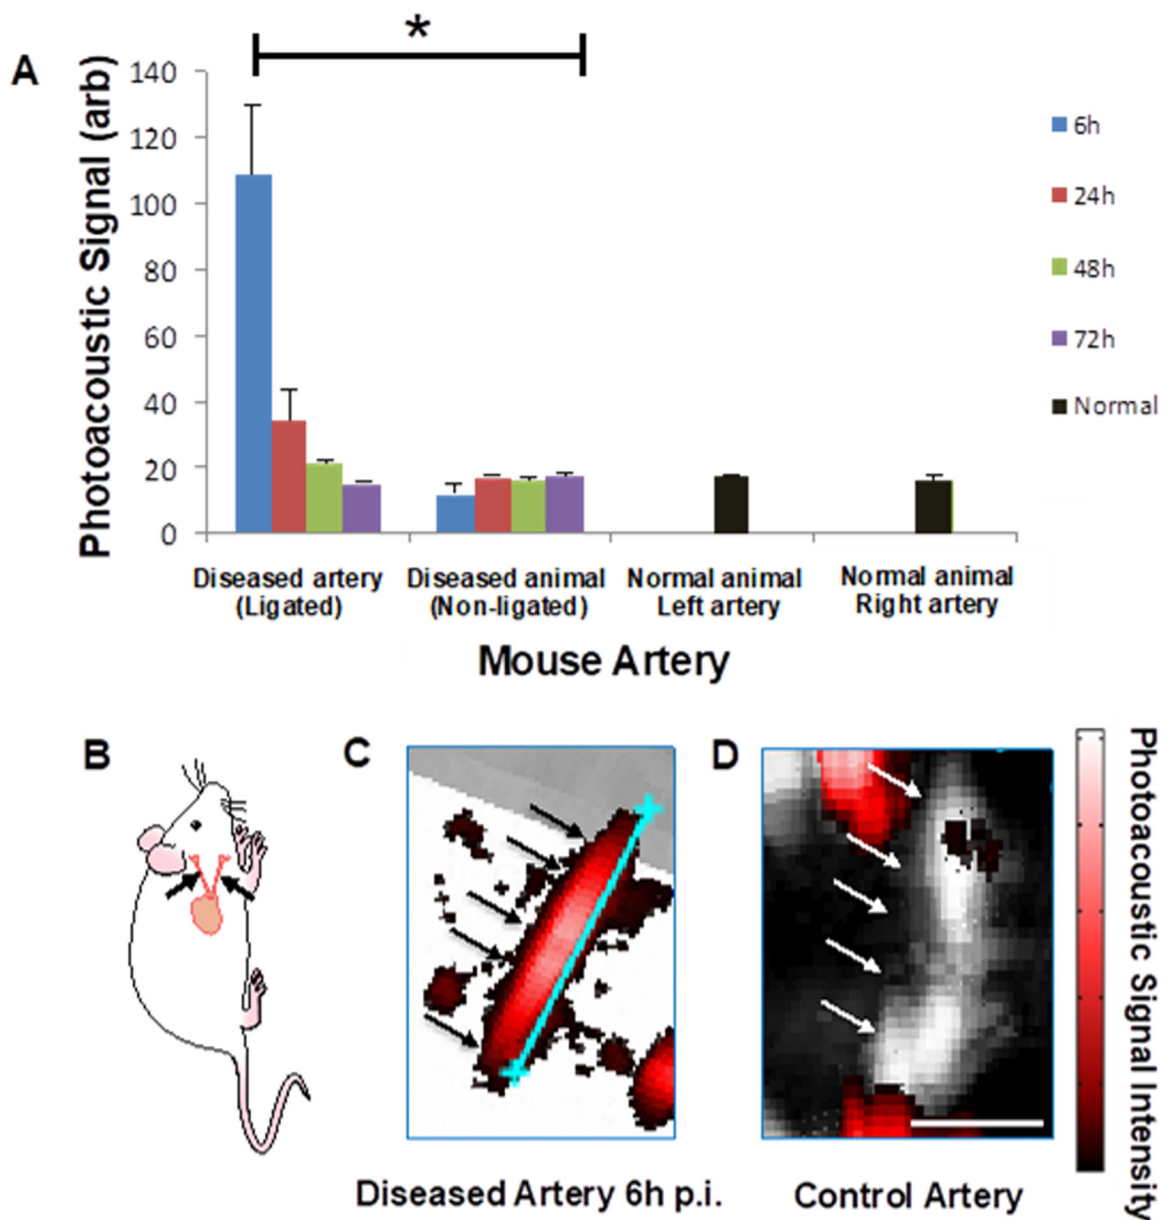 *
A
Photoacoustic Signal (arb)
140
120
100
80
60
40
20
0
6h
24h
48h
72h
Normal
Diseased artery
(Ligated)
Diseased animal
(Non-ligated)
Normal animal
Left artery
Normal animal
Right artery
Mouse Artery
B
C
D
Photoacoustic Signal Intensity
Diseased Artery 6h p.i.
Control Artery